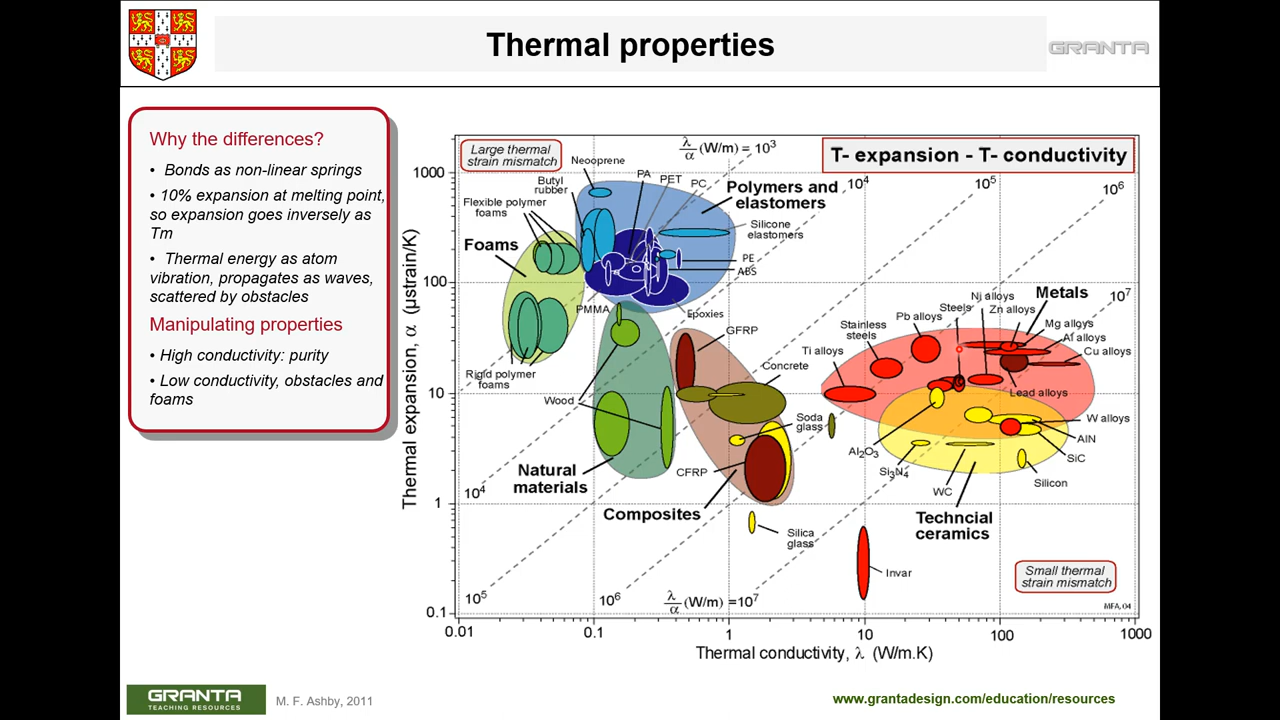 Thermal properties
GRANTA
Why the differences?
• Bonds as non-linear springs
• 10% expansion at melting point,
so expansion goes inversely as
Tm
• Thermal energy as atom
vibration, propagates as waves,
scattered by obstacles
Manipulating properties
• High conductivity: purity
• Low conductivity, obstacles and
foams
Large thermal
strain mismatch
λ/α (W/m) = 10³
T- expansion - T- conductivity
Neoprene
Butyl
rubber
PA
PET
PC
Polymers and
elastomers
10⁴
10⁵
10⁶
Flexible polymer
foams
Silicone
elastomers
Foams
PE
ABS
PMMA
Epoxies
Ni alloys
Metals
10⁷
Steels
Zn alloys
Pb alloys
Mg alloys
Stainless
steels
Al alloys
Cu alloys
GFRP
Ti alloys
Concrete
Rigid polymer
foams
Wood
Lead alloys
Soda
glass
W alloys
AlN
Al₂O₃
SiC
Si₃N₄
CFRP
Natural
materials
WC
Silicon
10⁴
Composites
Techncial
ceramics
Silica
glass
Invar
Small thermal
strain mismatch
10⁵
10⁶
λ/α (W/m) =10⁷
MFA, 04
Thermal expansion, α (μstrain/K)
1000
100
10
1
0.1
0.01
0.1
1
10
100
1000
Thermal conductivity, λ (W/m.K)
GRANTA
TEACHING RESOURCES
M. F. Ashby, 2011
www.grantadesign.com/education/resources